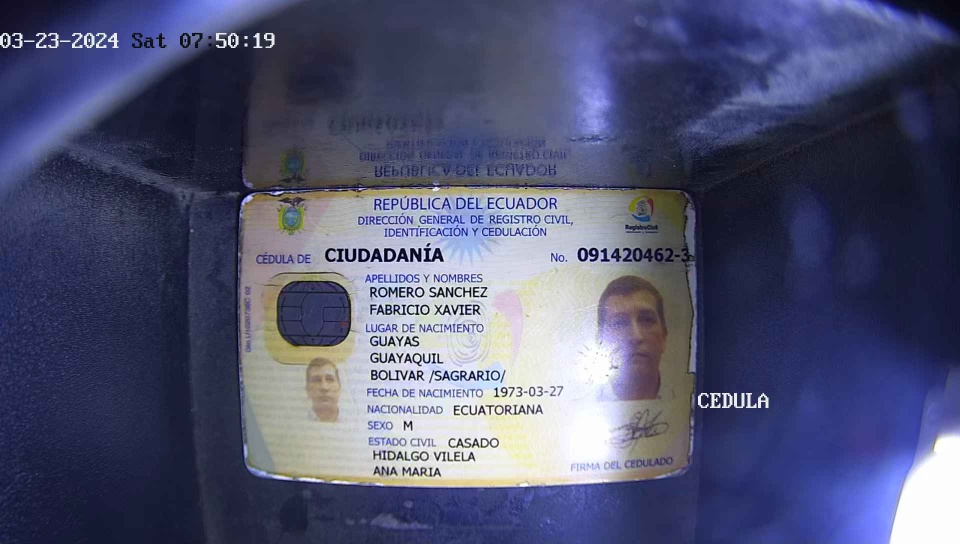 03-23-2024 Sat 07:50:19
REPÚBLICA DEL ECUADOR
DIRECCIÓN GENERAL DE REGISTRO CIVIL,
IDENTIFICACIÓN Y CEDULACIÓN
RegistroCivil
CÉDULA DE CIUDADANÍA No. 091420462-3
APELLIDOS Y NOMBRES
ROMERO SANCHEZ
FABRICIO XAVIER
LUGAR DE NACIMIENTO
GUAYAS
GUAYAQUIL
BOLIVAR /SAGRARIO/
FECHA DE NACIMIENTO 1973-03-27
NACIONALIDAD ECUATORIANA
SEXO M
ESTADO CIVIL CASADO
HIDALGO VILELA
ANA MARIA
FIRMA DEL CEDULADO
CEDULA